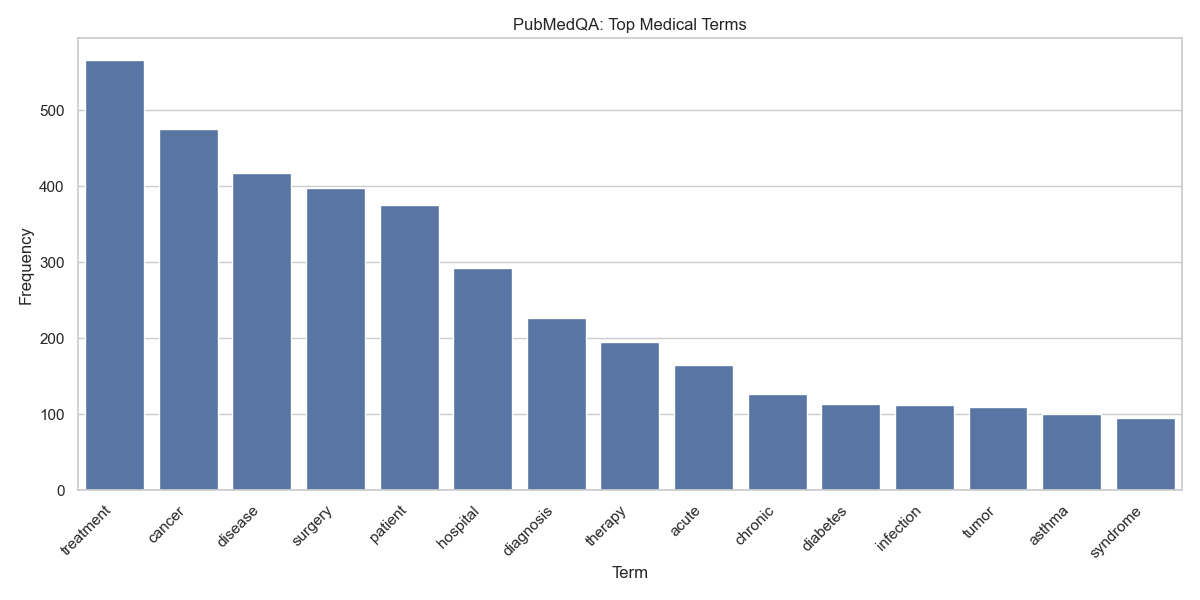 PubMedQA: Top Medical Terms
Frequency
500
400
300
200
100
0
treatment
cancer
disease
surgery
patient
hospital
diagnosis
therapy
acute
chronic
diabetes
infection
tumor
asthma
syndrome
Term